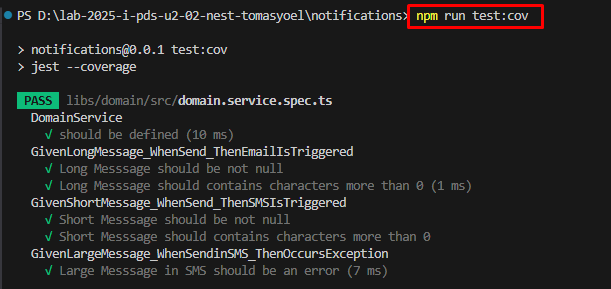 PS D:\lab-2025-i-pds-u2-02-nest-tomasyoel\notifications> npm run test:cov
> notifications@0.0.1 test:cov
> jest --coverage
PASS libs/domain/src/domain.service.spec.ts
DomainService
√ should be defined (10 ms)
GivenLongMessage_WhenSend_ThenEmailIsTriggered
√ Long Messsage should be not null
√ Long Messsage should contains characters more than 0 (1 ms)
GivenShortMessage_WhenSend_ThenSMSIsTriggered
√ Short Messsage should be not null
√ Short Messsage should contains characters more than 0
GivenLargeMessage_WhenSendinSMS_ThenOccursException
√ Large Messsage in SMS should be an error (7 ms)